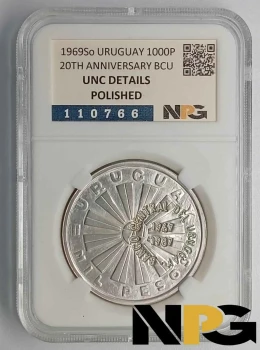 1969So URUGUAY 1000P
20TH ANNIVERSARY BCU
UNC DETAILS
POLISHED
110766
NPG
URUGUAY
1967
1987
MIL PESOS
NPG